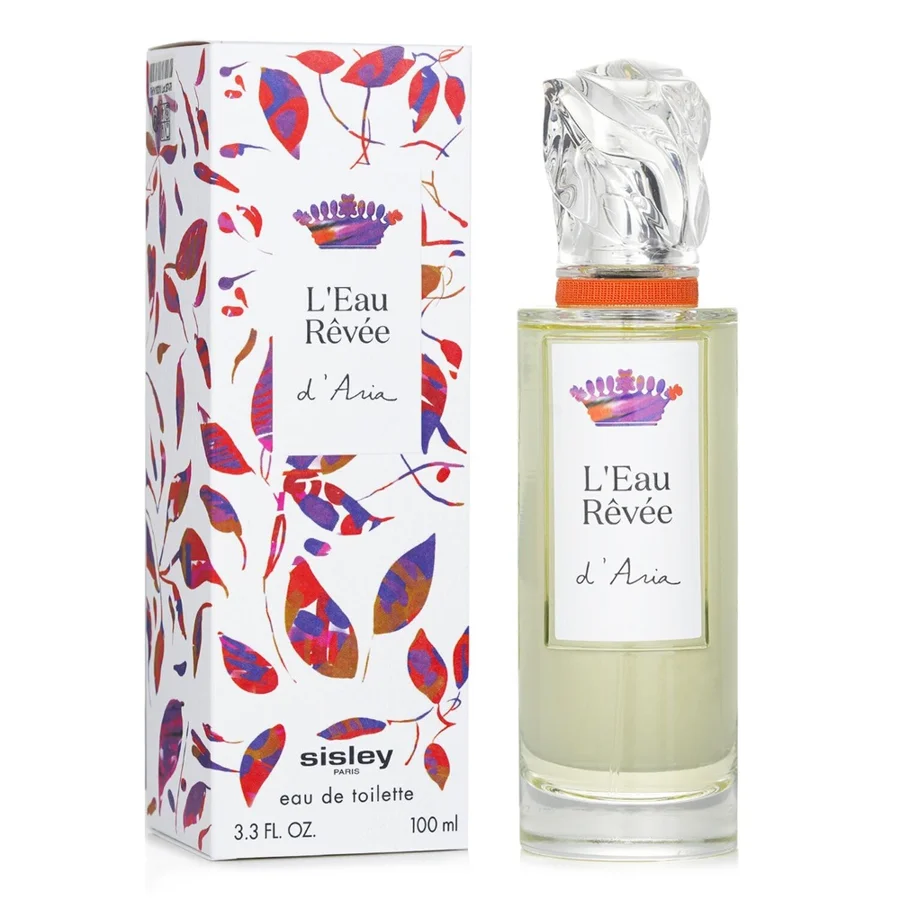 L'Eau
Rêvée
d'Aria
sisley
PARIS
eau de toilette
3.3 FL. OZ. 100 ml
L'Eau
Rêvée
d'Aria